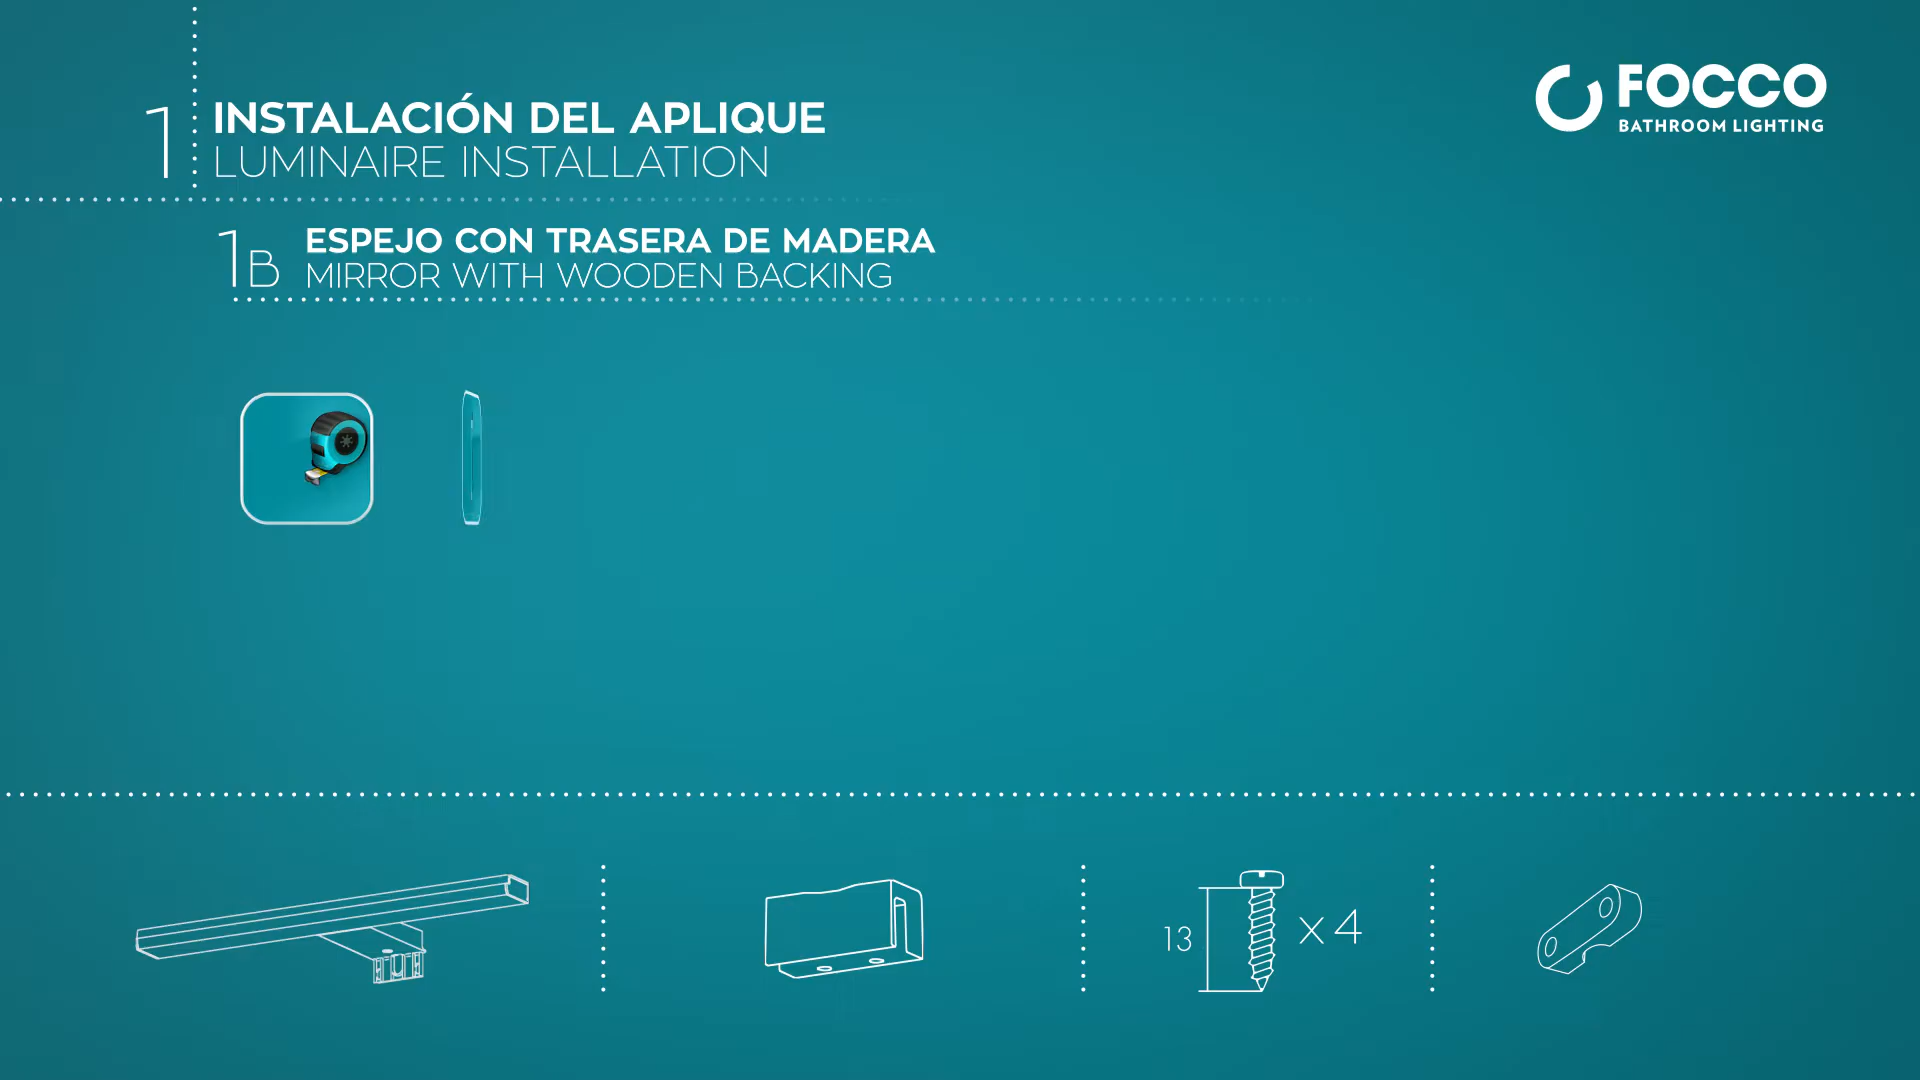 1
INSTALACIÓN DEL APLIQUE
LUMINAIRE INSTALLATION
FOCCO
BATHROOM LIGHTING
1B
ESPEJO CON TRASERA DE MADERA
MIRROR WITH WOODEN BACKING
13
x 4